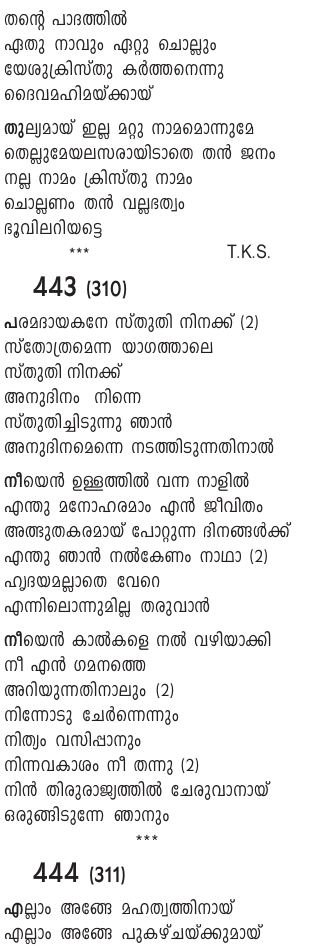 തന്റെ പാദത്തിൽ
ഏതു നാവും ഏറ്റു ചൊല്ലും
യേശുക്രിസ്തു കർത്തനെന്നു
ദൈവമഹിമയ്ക്കായ്
തുല്യമായ് ഇല്ല മറ്റു നാമമൊന്നുമേ
തെല്ലുമേയലസരായിടാതെ തൻ ജനം
നല്ല നാമം ക്രിസ്തു നാമം
ചൊല്ലണം തൻ വല്ലഭത്വം
ഭൂവിലറിയട്ടെ
*** T.K.S.
443 (310)
പരമദായകനേ സ്തുതി നിനക്ക് (2)
സ്തോത്രമെന്ന യാഗത്താലെ
സ്തുതി നിനക്ക്
അനുദിനം നിന്നെ
സ്തുതിച്ചിടുന്നു ഞാൻ
അനുദിനമെന്നെ നടത്തിടുന്നതിനാൽ
നീയെൻ ഉള്ളത്തിൽ വന്ന നാളിൽ
എന്തു മനോഹരമാം എൻ ജീവിതം
അത്ഭുതകരമായ് പോറ്റുന്ന ദിനങ്ങൾക്ക്
എന്തു ഞാൻ നൽകേണം നാഥാ (2)
ഹൃദയമല്ലാതെ വേറെ
എന്നിലൊന്നുമില്ല തരുവാൻ
നീയെൻ കാൽകളെ നൽ വഴിയാക്കി
നീ എൻ ഗമനത്തെ
അറിയുന്നതിനാലും (2)
നിന്നോടു ചേർന്നെന്നും
നിത്യം വസിപ്പാനും
നിന്നവകാശം നീ തന്നു (2)
നിൻ തിരുരാജ്യത്തിൽ ചേരുവാനായ്
ഒരുങ്ങിടുന്നേ ഞാനും
***
444 (311)
എല്ലാം അങ്ങേ മഹത്വത്തിനായ്
എല്ലാം അങ്ങേ പുകഴ്ചയ്ക്കുമായ്